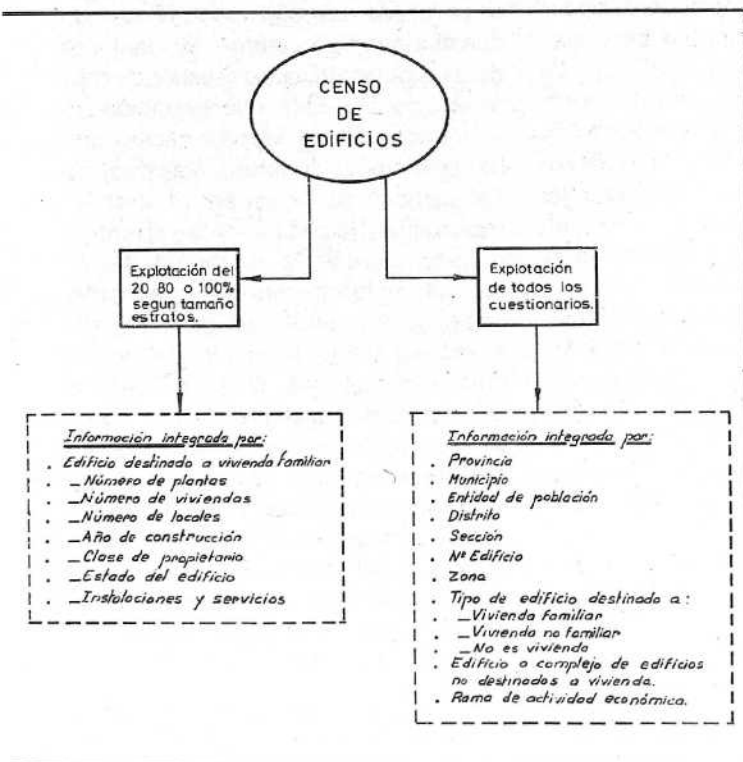 CENSO
DE
EDIFICIOS
Explotación del
20 80 o 100%
segun tamaño
estratos.
Explotación
de todos los
cuestionarios.
Información integrada por:
. Edificio destinado a vivienda familiar
. _Número de plantas
. _Número de viviendas
. _Número de locales
. _Año de construcción
. _Clase de propietario
. _Estado del edificio
. _Instalaciones y servicios
Información integrada por:
. Provincia
. Municipio
. Entidad de población
. Distrito
. Sección
. Nº Edificio
. Zona
. Tipo de edificio destinado a:
. _Vivienda familiar
. _Vivienda no familiar
. _No es vivienda
. Edificio o complejo de edificios
no destinados a vivienda.
. Rama de actividad económica.